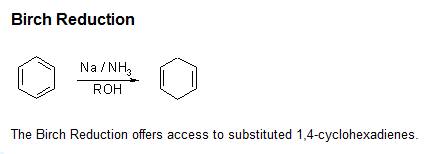 Birch Reduction
Na / NH3
ROH
The Birch Reduction offers access to substituted 1,4-cyclohexadienes.